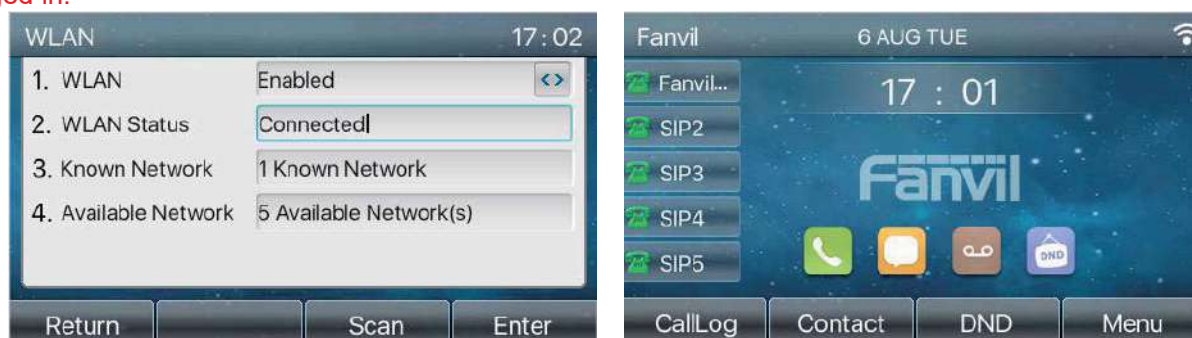 WLAN 17:02
1. WLAN Enabled <>
2. WLAN Status Connected
3. Known Network 1 Known Network
4. Available Network 5 Available Network(s)
Return Scan Enter
Fanvil 6 AUG TUE
17 : 01
Fanvil...
SIP2
SIP3
SIP4
SIP5
Fanvil
DND
CallLog Contact DND Menu